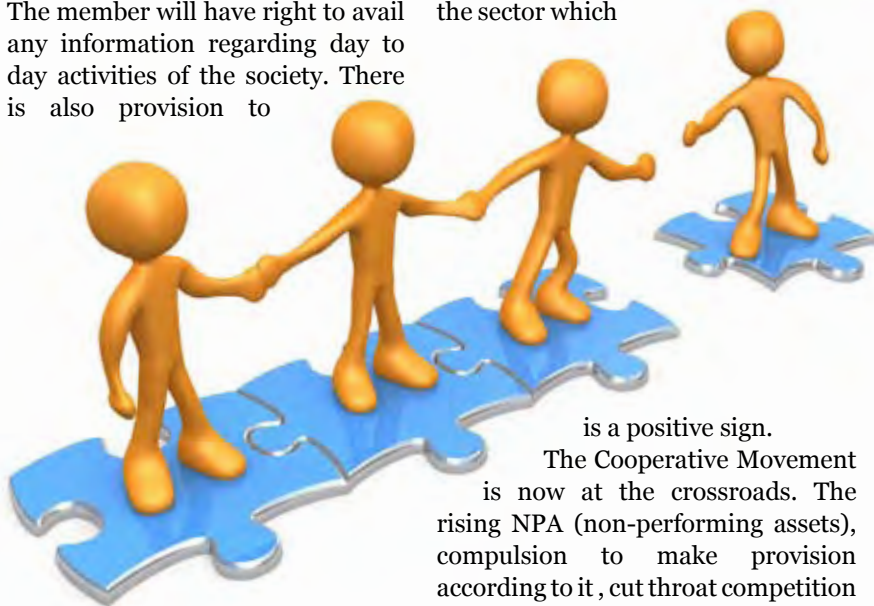 The member will have right to avail
any information regarding day to
day activities of the society. There
is also provision to
the sector which
is a positive sign.
The Cooperative Movement
is now at the crossroads. The
rising NPA (non-performing assets),
compulsion to make provision
according to it , cut throat competition